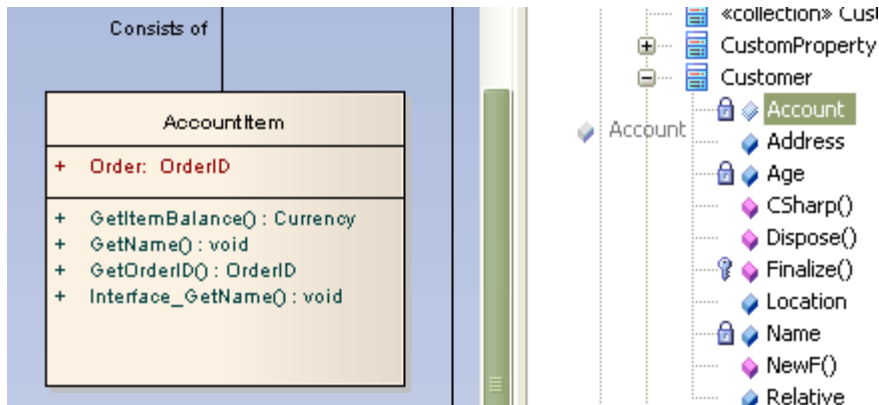 Consists of
AccountItem
+ Order: OrderID
+ GetItemBalance() : Currency
+ GetName() : void
+ GetOrderID() : OrderID
+ Interface_GetName() : void
Account
«collection»
CustomProperty
Customer
Account
Address
Age
CSharp()
Dispose()
Finalize()
Location
Name
NewF()
Relative